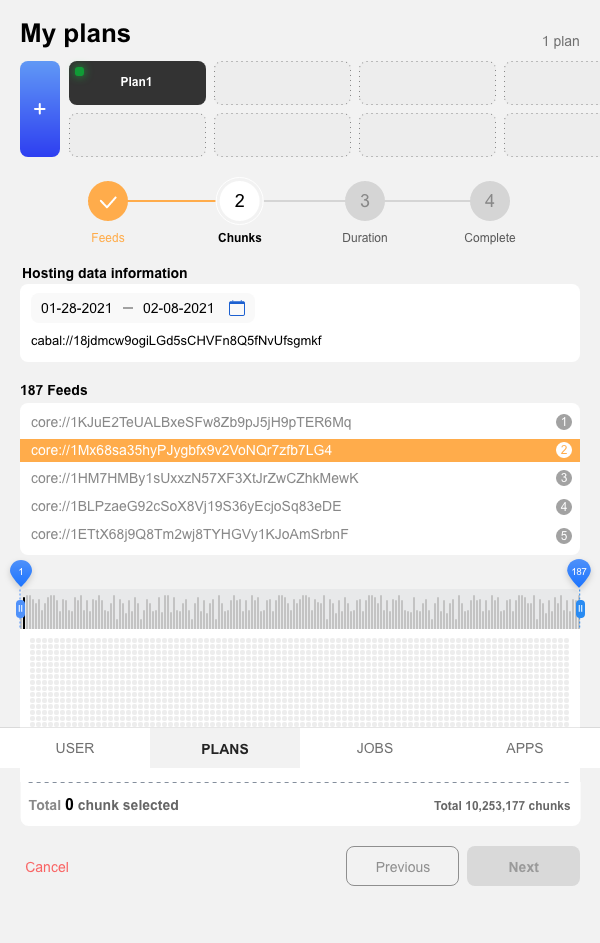 My plans
1 plan
+
Plan1
2
3
4
Feeds
Chunks
Duration
Complete
Hosting data information
01-28-2021 — 02-08-2021
cabal://18jdmcw9ogiLGd5sCHVFn8Q5fNvUfsgmkf
187 Feeds
core://1KJuE2TeUALBxeSFw8Zb9pJ5jH9pTER6Mq 1
core://1Mx68sa35hyPJygbfx9v2VoNQr7zfb7LG4 2
core://1HM7HMBy1sUxxzN57XF3XtJrZwCZhkMewK 3
core://1BLPzaeG92cSoX8Vj19S36yEcjoSq83eDE 4
core://1ETtX68j9Q8Tm2wj8TYHGVy1KJoAmSrbnF 5
1
187
USER
PLANS
JOBS
APPS
Total 0 chunk selected
Total 10,253,177 chunks
Cancel
Previous
Next